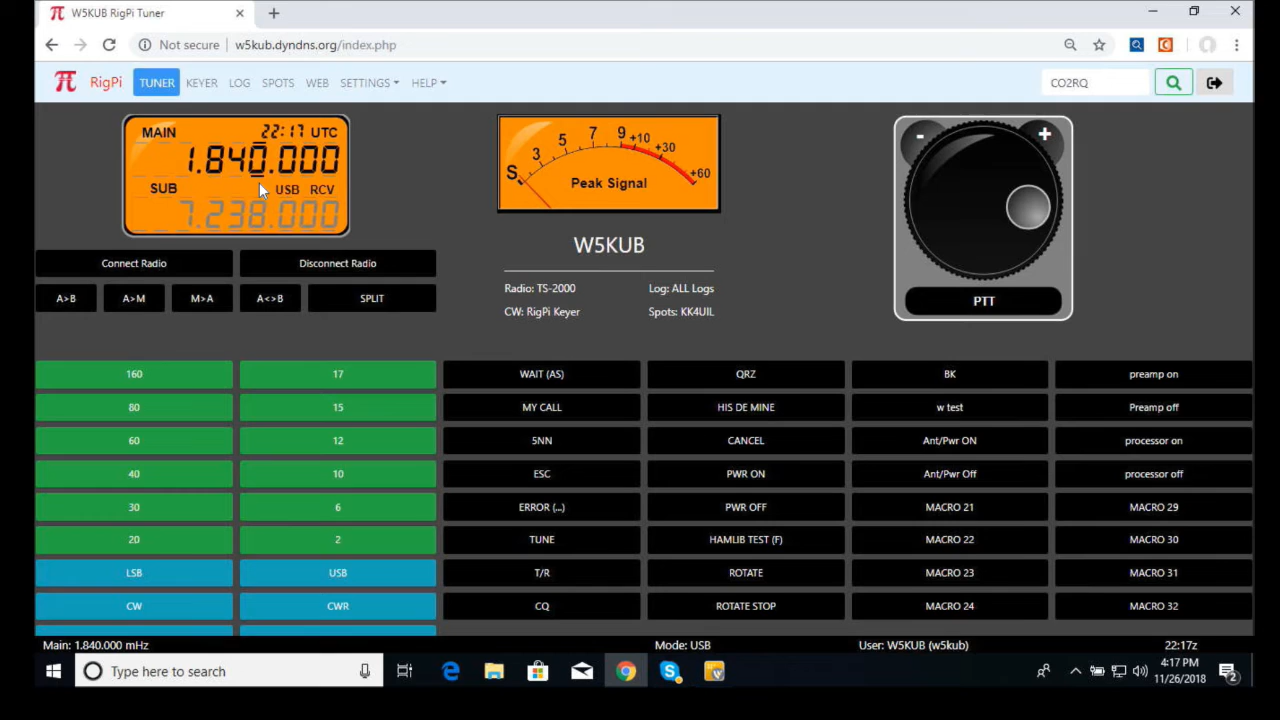 W5KUB RigPi Tuner
Not secure w5kub.dyndns.org/index.php
RigPi TUNER KEYER LOG SPOTS WEB SETTINGS HELP CO2RQ
MAIN 22:17 UTC
1.840.000
SUB USB RCV
7.238.000
S 3 5 7 9 +10 +30 +60
Peak Signal
- +
PTT
W5KUB
Radio: TS-2000 Log: ALL Logs
CW: RigPi Keyer Spots: KK4UIL
Connect Radio Disconnect Radio
A>B A>M M>A A<>B SPLIT
160 17 WAIT (AS) QRZ BK preamp on
80 15 MY CALL HIS DE MINE w test Preamp off
60 12 5NN CANCEL Ant/Pwr ON processor on
40 10 ESC PWR ON Ant/Pwr Off processor off
30 6 ERROR (...) PWR OFF MACRO 21 MACRO 29
20 2 TUNE HAMLIB TEST (F) MACRO 22 MACRO 30
LSB USB T/R ROTATE MACRO 23 MACRO 31
CW CWR CQ ROTATE STOP MACRO 24 MACRO 32
Main: 1.840.000 mHz Mode: USB User: W5KUB (w5kub) 22:17z
Type here to search
4:17 PM
11/26/2018
2